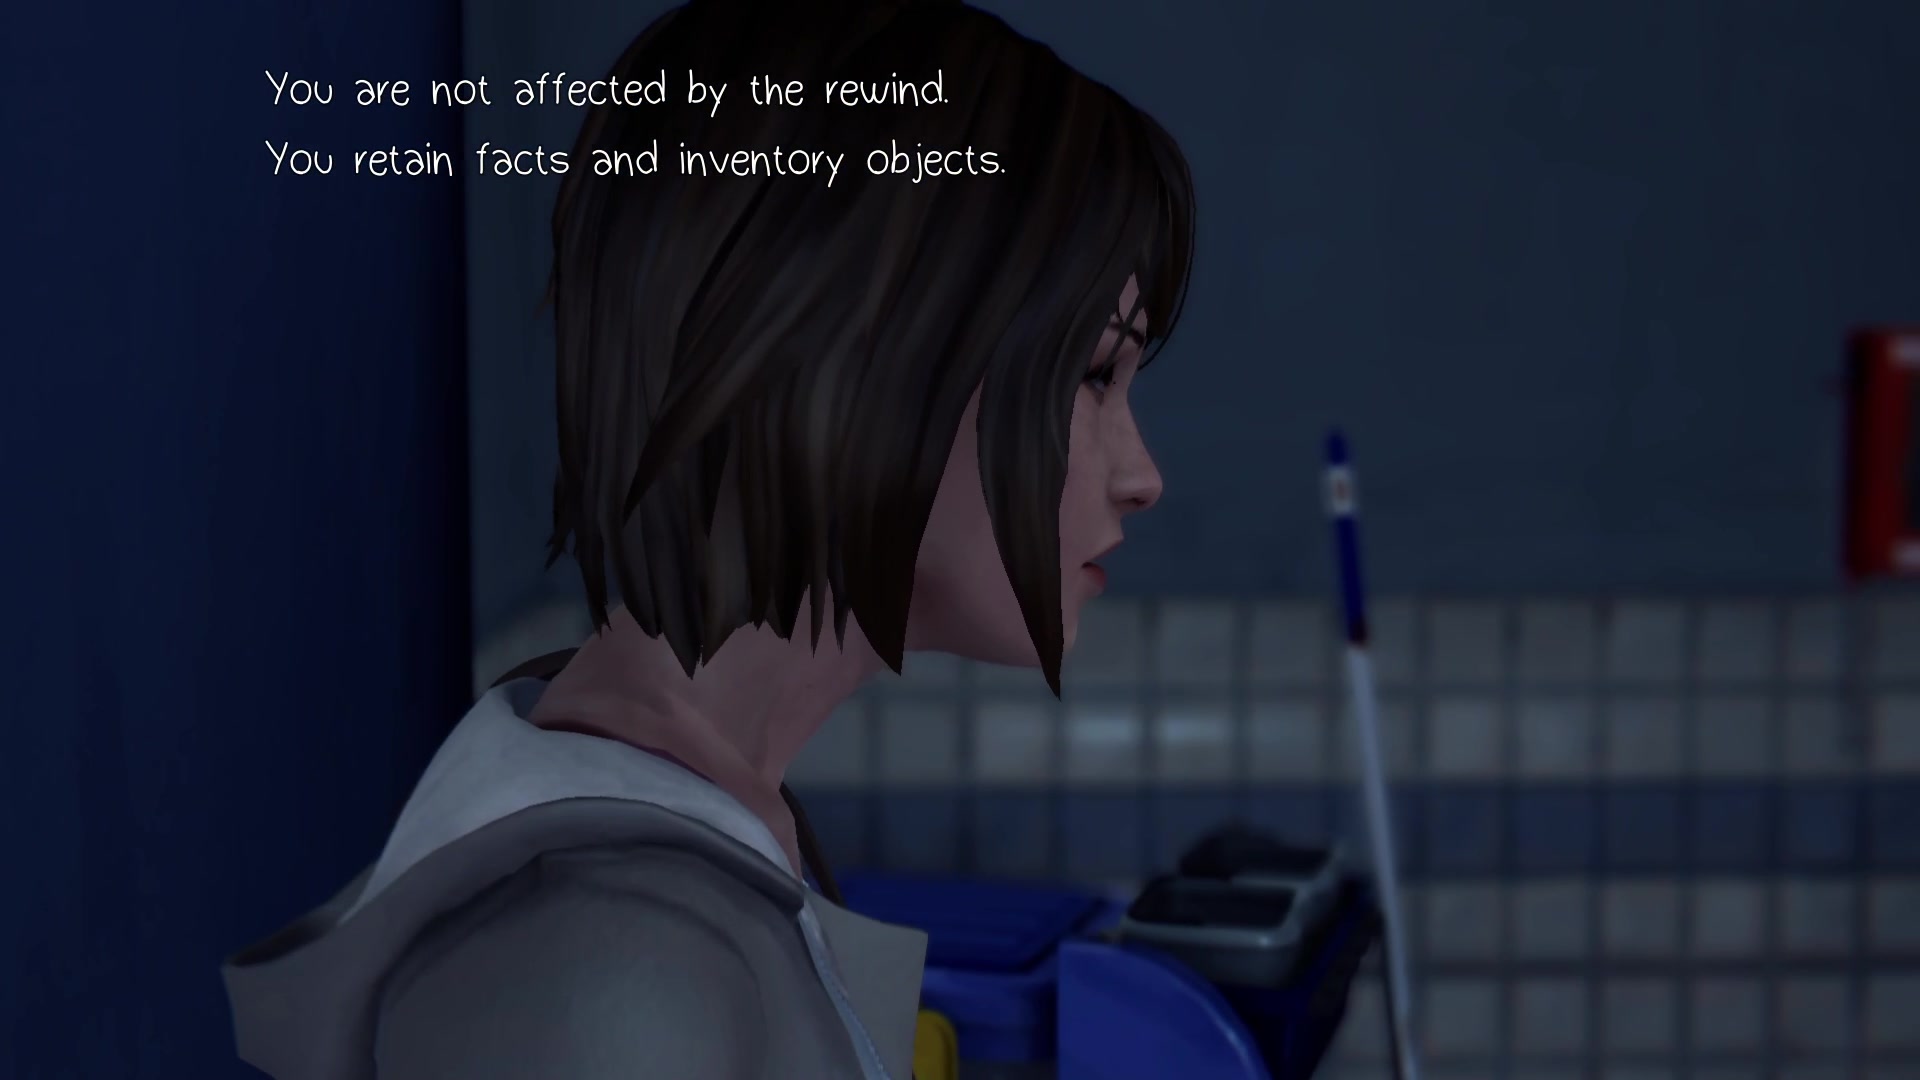 You are not affected by the rewind.
You retain facts and inventory objects.